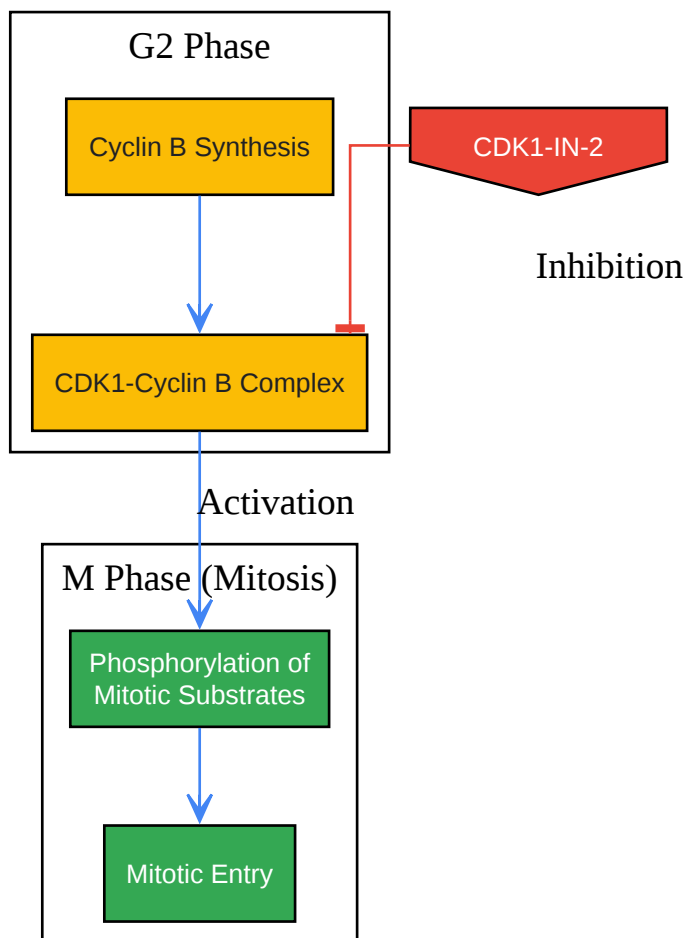 G2 Phase
Cyclin B Synthesis
CDK1-IN-2
Inhibition
CDK1-Cyclin B Complex
Activation
M Phase (Mitosis)
Phosphorylation of
Mitotic Substrates
Mitotic Entry